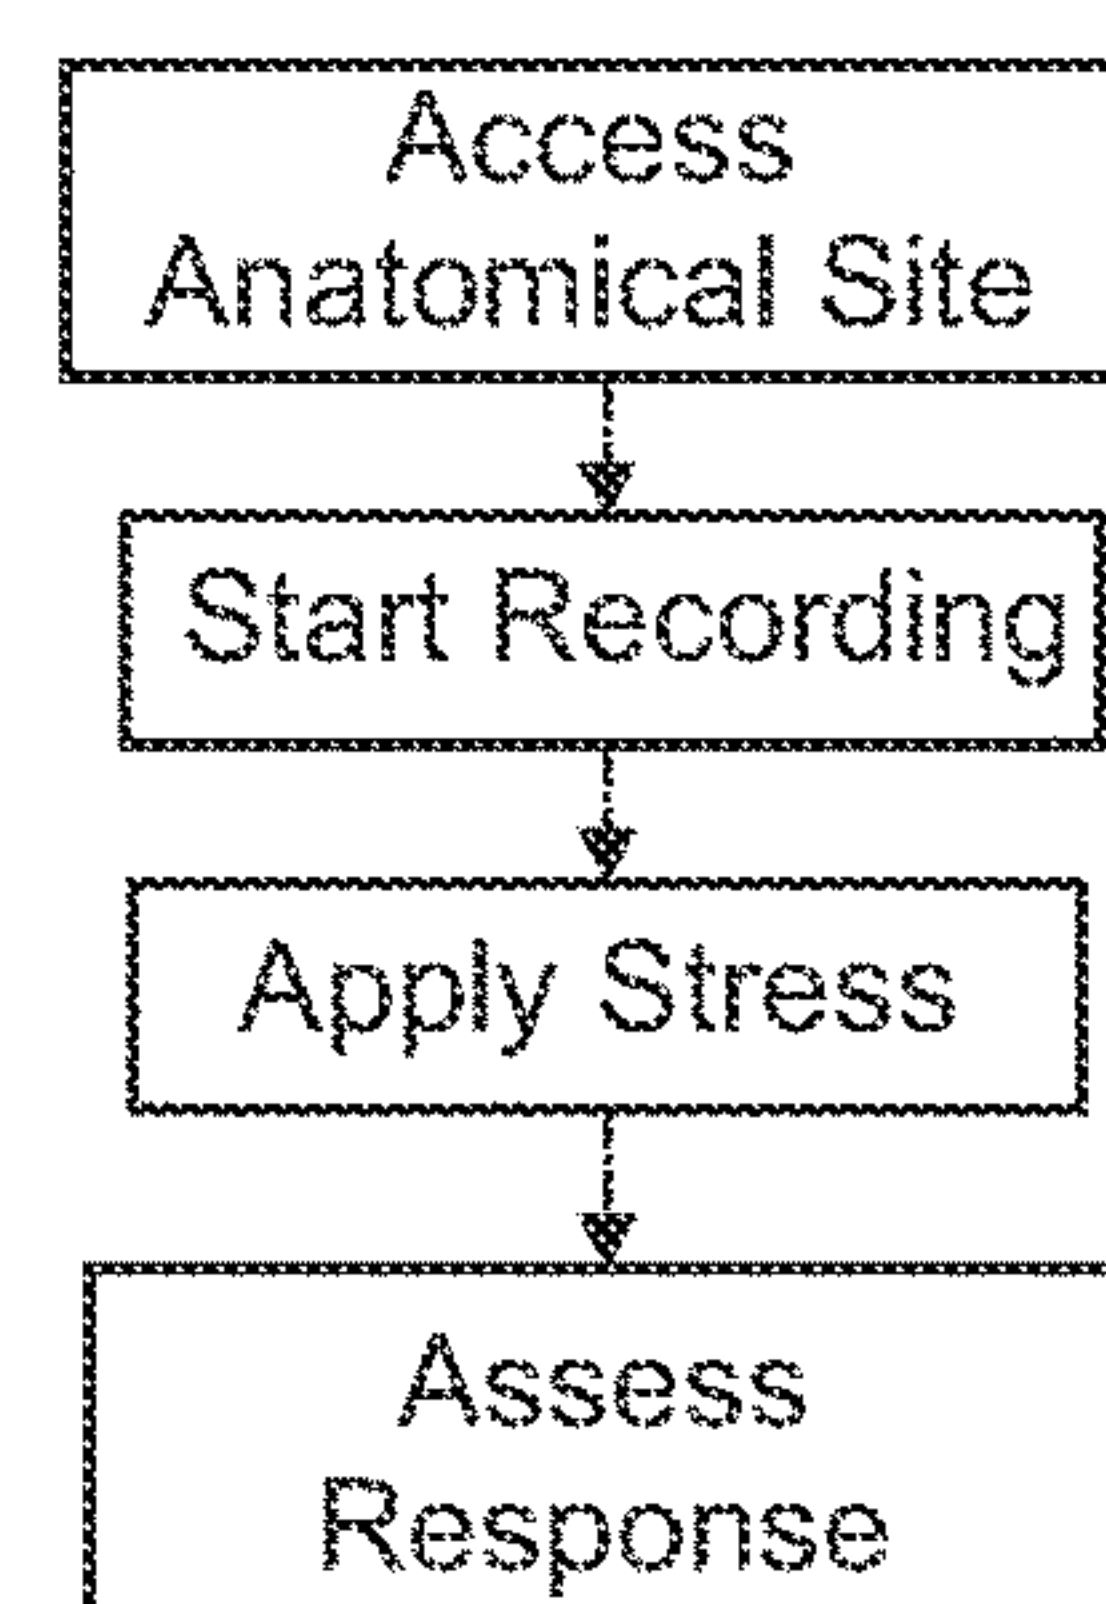 Access
Anatomical Site
Start Recording
Apply Stress
Assess
Response